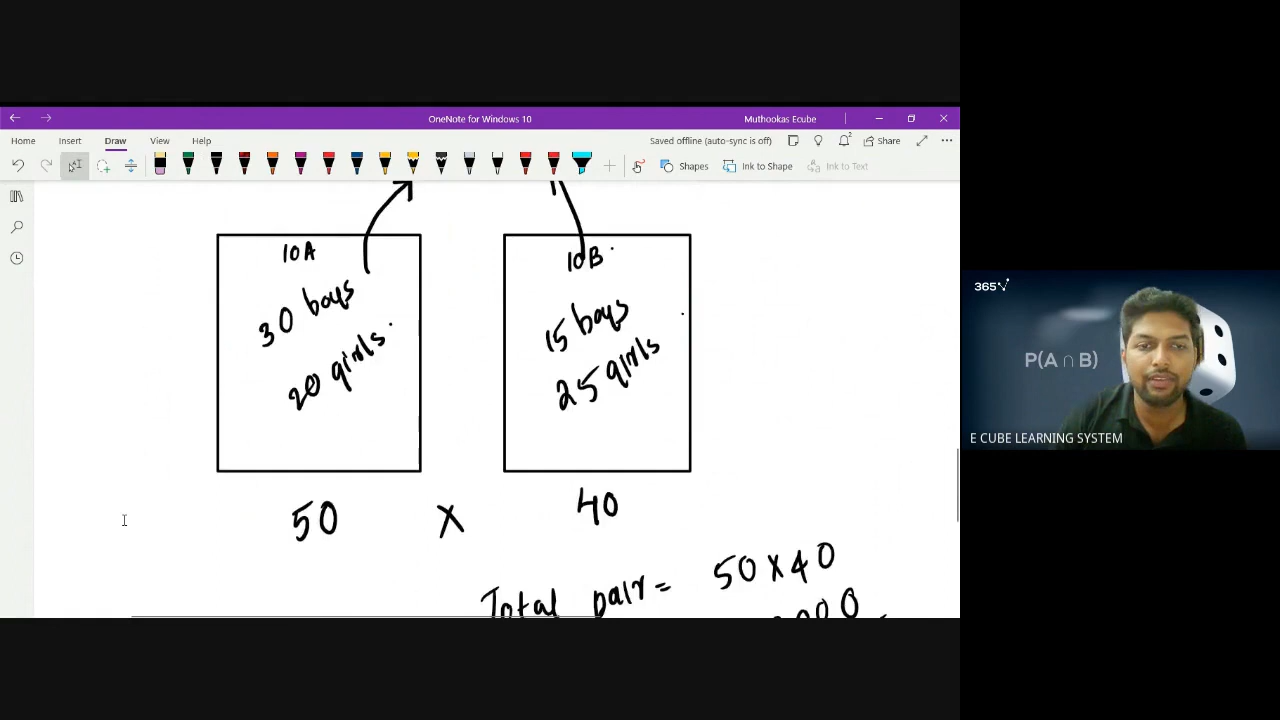 OneNote for Windows 10
Muthookas Ecube
Home Insert Draw View Help
Saved offline (auto-sync is off)
Share
Shapes
Ink to Shape
Ink to Text
10A
30 boys
20 girls
10B
15 boys
25 girls
50 X 40
Total pair = 50 X 40
365
P(A ∩ B)
E CUBE LEARNING SYSTEM